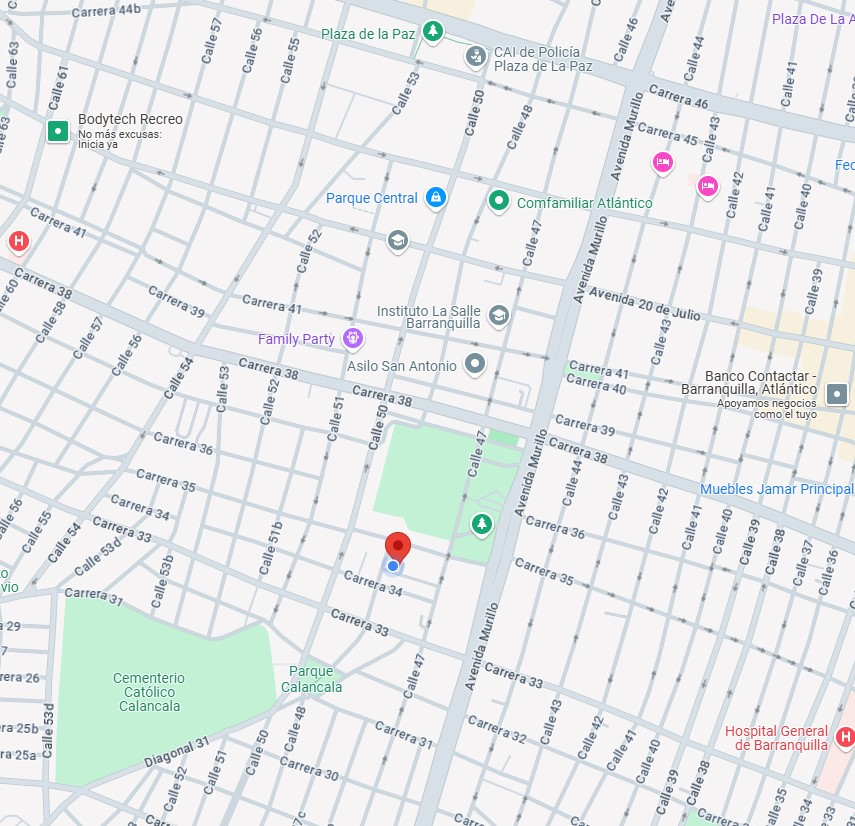 Carrera 44b
Calle 57
Calle 56
Calle 55
Calle 63
Calle 61
Plaza de la Paz
CAI de Policía
Plaza de La Paz
Calle 46
Calle 44
Plaza De La A
Calle 53
Calle 50
Calle 48
Calle 41
Carrera 46
Avenida Murillo
Carrera 45
Calle 43
Bodytech Recreo
No más excusas:
Inicia ya
Parque Central
Comfamiliar Atlántico
Calle 42
Calle 41
Calle 40
Carrera 41
Calle 52
Calle 47
Avenida Murillo
Calle 39
Carrera 38
Calle 60
Carrera 39
Carrera 41
Avenida 20 de Julio
Calle 58
Calle 57
Calle 56
Instituto La Salle
Barranquilla
Family Party
Calle 43
Asilo San Antonio
Carrera 38
Carrera 41
Carrera 40
Banco Contactar -
Barranquilla, Atlántico
Apoyamos negocios
como el tuyo
Calle 54
Calle 53
Calle 52
Calle 51
Calle 50
Carrera 38
Carrera 39
Carrera 38
Carrera 36
Calle 47
Avenida Murillo
Calle 44
Calle 43
Calle 42
Muebles Jamar Principal
Carrera 35
Carrera 34
Carrera 33
Calle 56
Calle 55
Calle 54
Calle 53d
Calle 53b
Calle 51b
Carrera 36
Carrera 35
Calle 41
Calle 40
Calle 39
Calle 38
Calle 37
Calle 36
Carrera 34
Carrera 31
Carrera 33
Avenida Murillo
Cementerio
Católico
Calancala
Parque
Calancala
Calle 47
Carrera 33
Calle 53d
Diagonal 31
Calle 52
Calle 51
Calle 50
Calle 48
Carrera 30
Carrera 31
Carrera 32
Calle 43
Calle 42
Calle 41
Calle 40
Calle 39
Calle 38
Hospital General
de Barranquilla
Calle 35
Calle 34
Calle 33